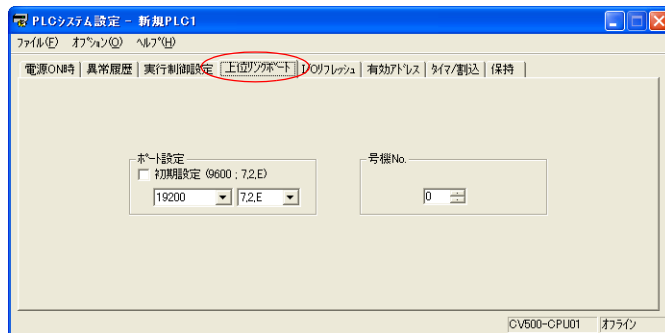 PLCシステム設定 - 新規PLC1
ファイル(F) オプション(O) ヘルプ(H)
電源ON時 異常履歴 実行制御設定 上位リンクポート I/Oリフレッシュ 有効アドレス タイマ/割込 保持
ポート設定
初期設定 (9600 ; 7,2,E)
19200 7,2,E
号機No.
0
CV500-CPU01 オフライン